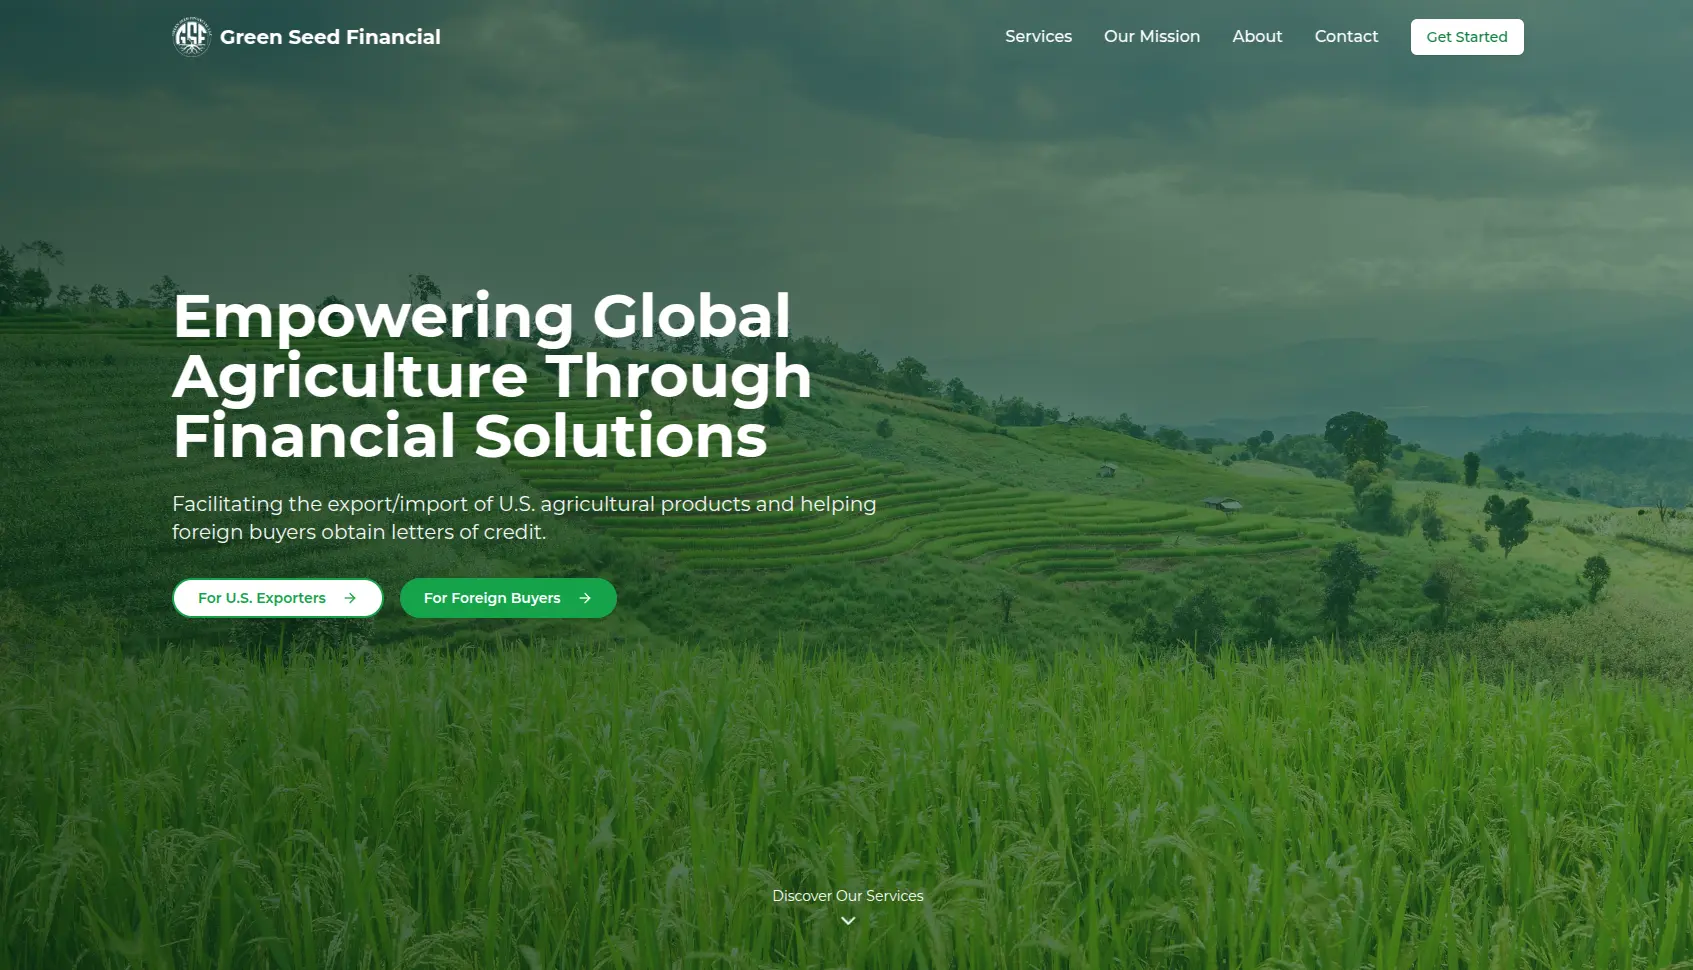 GSF
Green Seed Financial
Services
Our Mission
About
Contact
Get Started
Empowering Global
Agriculture Through
Financial Solutions
Facilitating the export/import of U.S. agricultural products and helping
foreign buyers obtain letters of credit.
For U.S. Exporters
For Foreign Buyers
Discover Our Services